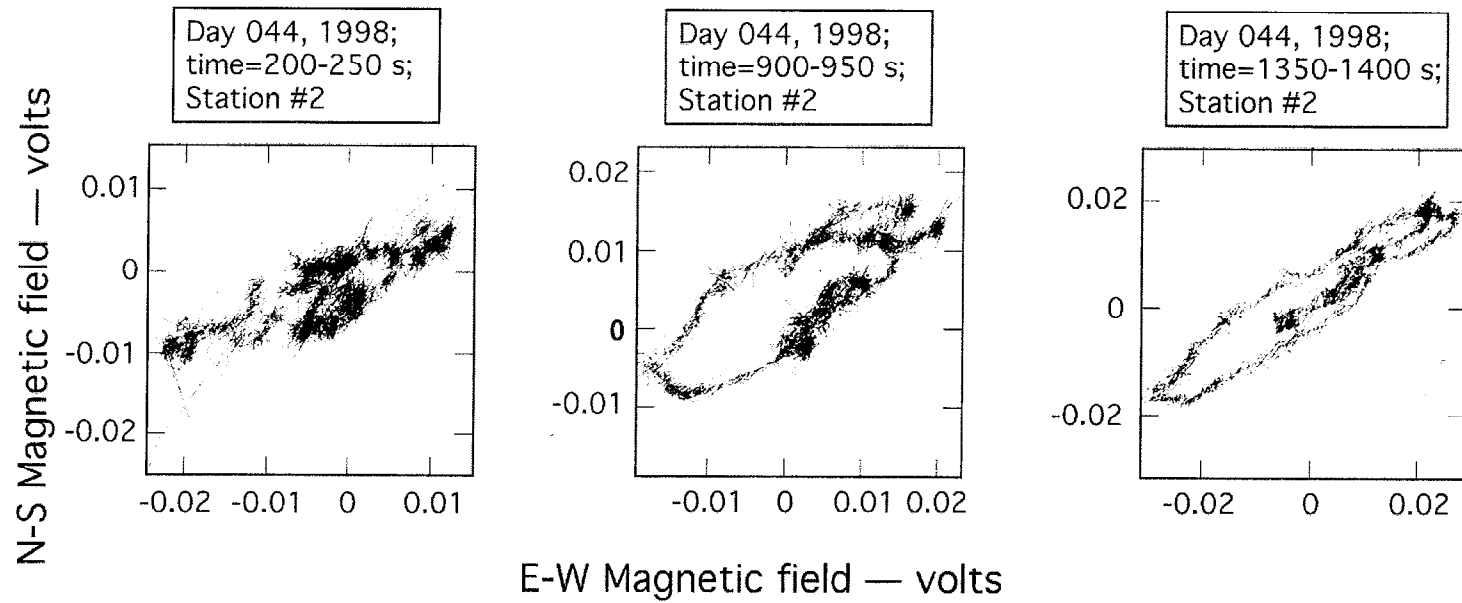 Day 044, 1998;
time=200-250 s;
Station #2
Day 044, 1998;
time=900-950 s;
Station #2
Day 044, 1998;
time=1350-1400 s;
Station #2
N-S Magnetic field — volts
0.01
0
-0.01
-0.02
-0.02 -0.01 0 0.01
0.02
0.01
0
-0.01
-0.01 0 0.01 0.02
0.02
0
-0.02
-0.02 0 0.02
E-W Magnetic field — volts